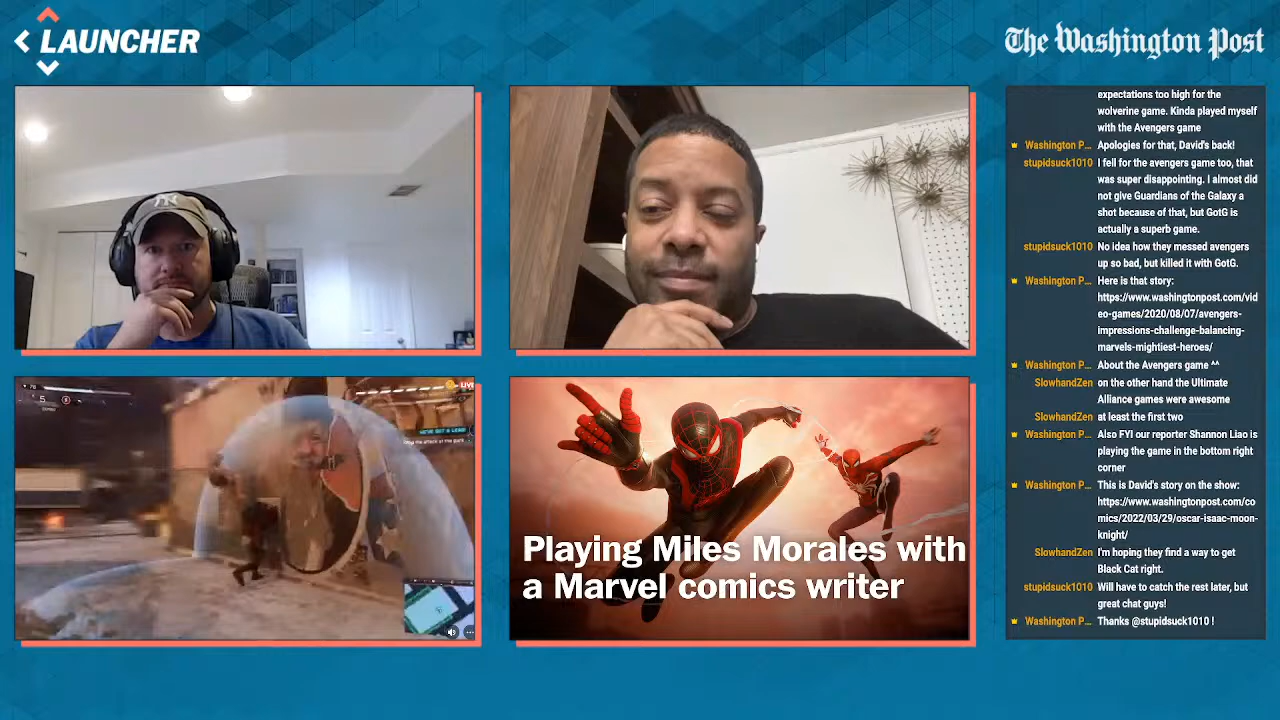 LAUNCHER
The Washington Post
expectations too high for the
wolverine game. Kinda played myself
with the Avengers game
Washington P... Apologies for that, David's back!
stupidsuck1010 I fell for the avengers game too, that
was super disappointing. I almost did
not give Guardians of the Galaxy a
shot because of that, but GotG is
actually a superb game.
stupidsuck1010 No idea how they messed avengers
up so bad, but killed it with GotG.
Washington P... Here is that story:
https://www.washingtonpost.com/vid
eo-games/2020/08/07/avengers-
impressions-challenge-balancing-
marvels-mightiest-heroes/
Washington P... About the Avengers game ^^
SlowhandZen on the other hand the Ultimate
Alliance games were awesome
SlowhandZen at least the first two
Washington P... Also FYI our reporter Shannon Liao is
playing the game in the bottom right
corner
Washington P... This is David's story on the show:
https://www.washingtonpost.com/co
mics/2022/03/29/oscar-isaac-moon-
knight/
SlowhandZen I'm hoping they find a way to get
Black Cat right.
stupidsuck1010 Will have to catch the rest later, but
great chat guys!
Washington P... Thanks @stupidsuck1010 !
LIVE
WE'VE GOT A LEAD!
Playing Miles Morales with
a Marvel comics writer